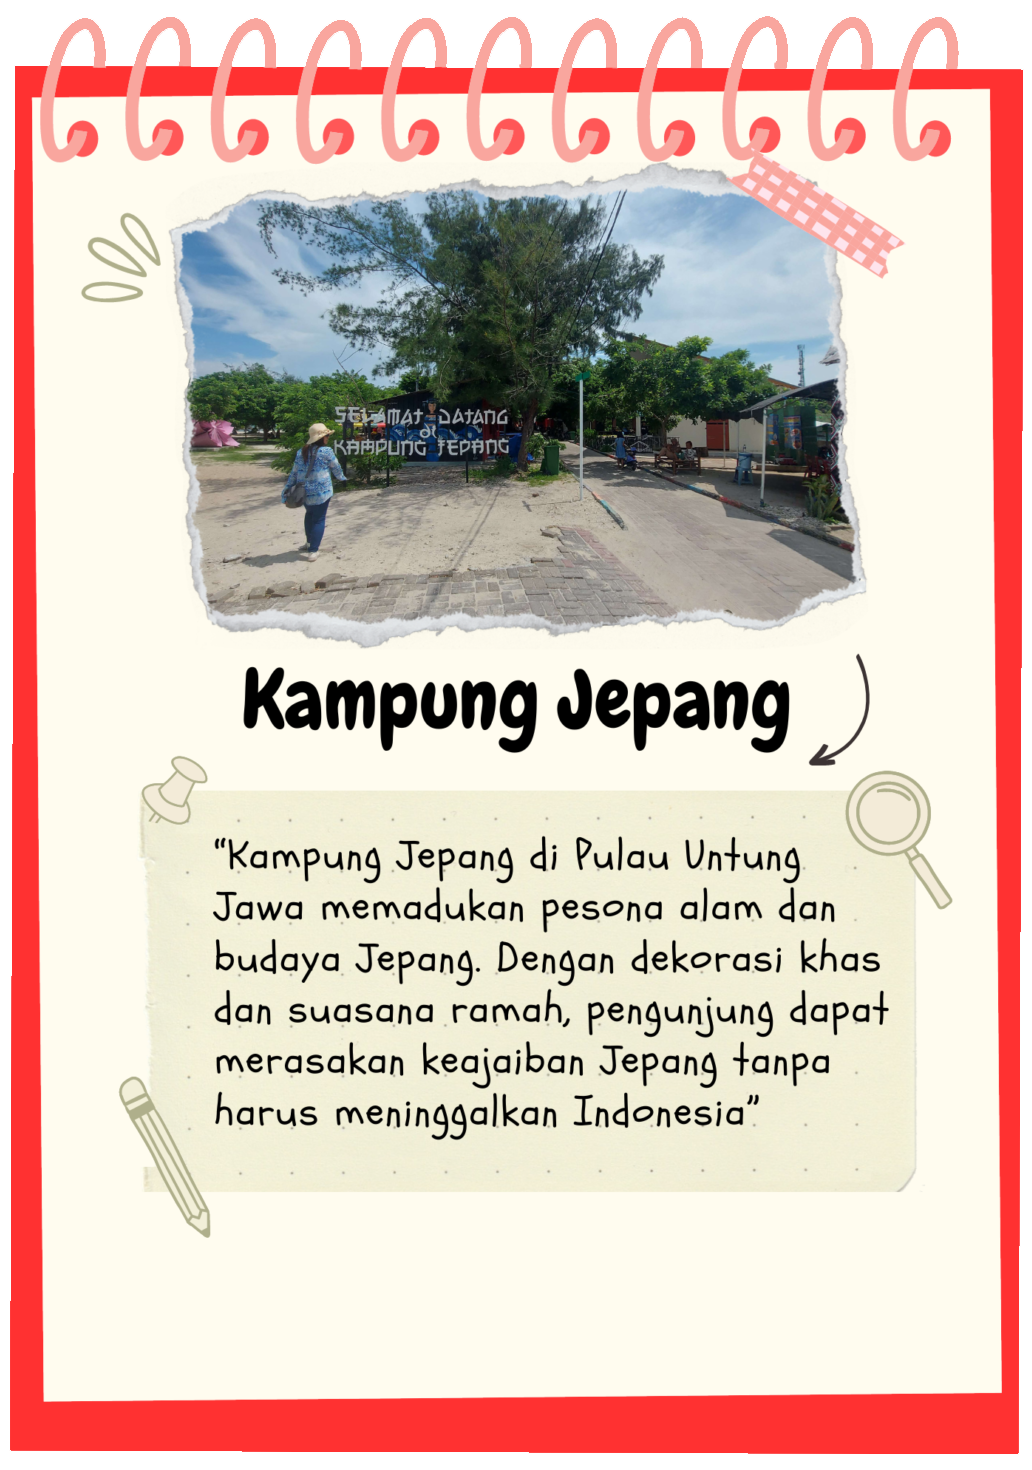 SELAMAT DATANG
di
KAMPUNG JEPANG
Kampung Jepang
"Kampung Jepang di Pulau Untung
Jawa memadukan pesona alam dan
budaya Jepang. Dengan dekorasi khas
dan suasana ramah, pengunjung dapat
merasakan keajaiban Jepang tanpa
harus meninggalkan Indonesia"